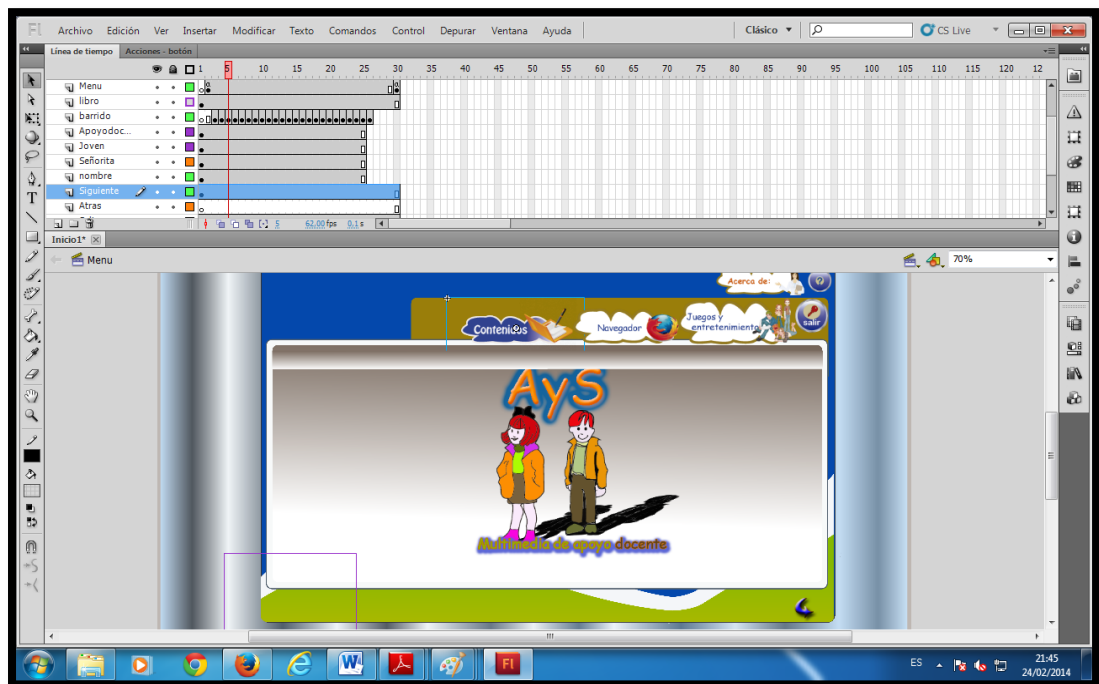 Fl Archivo Edición Ver Insertar Modificar Texto Comandos Control Depurar Ventana Ayuda Clásico CS Live
Línea de tiempo Acciones - botón
1 5 10 15 20 25 30 35 40 45 50 55 60 65 70 75 80 85 90 95 100 105 110 115 120 12
Menu
libro
barrido
Apoyodoc...
Joven
Señorita
nombre
Siguiente
Atras
5 62,00 fps 0,1 s
Inicio1*
Menu 70%
Acerca de:
Contenidos Navegador Juegos y entretenimiento salir
AyS
Multimedia de apoyo docente
W Fl ES 21:45
24/02/2014